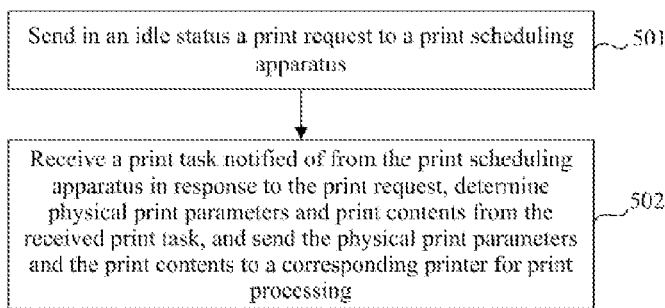 Send in an idle status a print request to a print scheduling
apparatus
501
Receive a print task notified of from the print scheduling
apparatus in response to the print request, determine
physical print parameters and print contents from the
received print task, and send the physical print parameters
and the print contents to a corresponding printer for print
processing
502